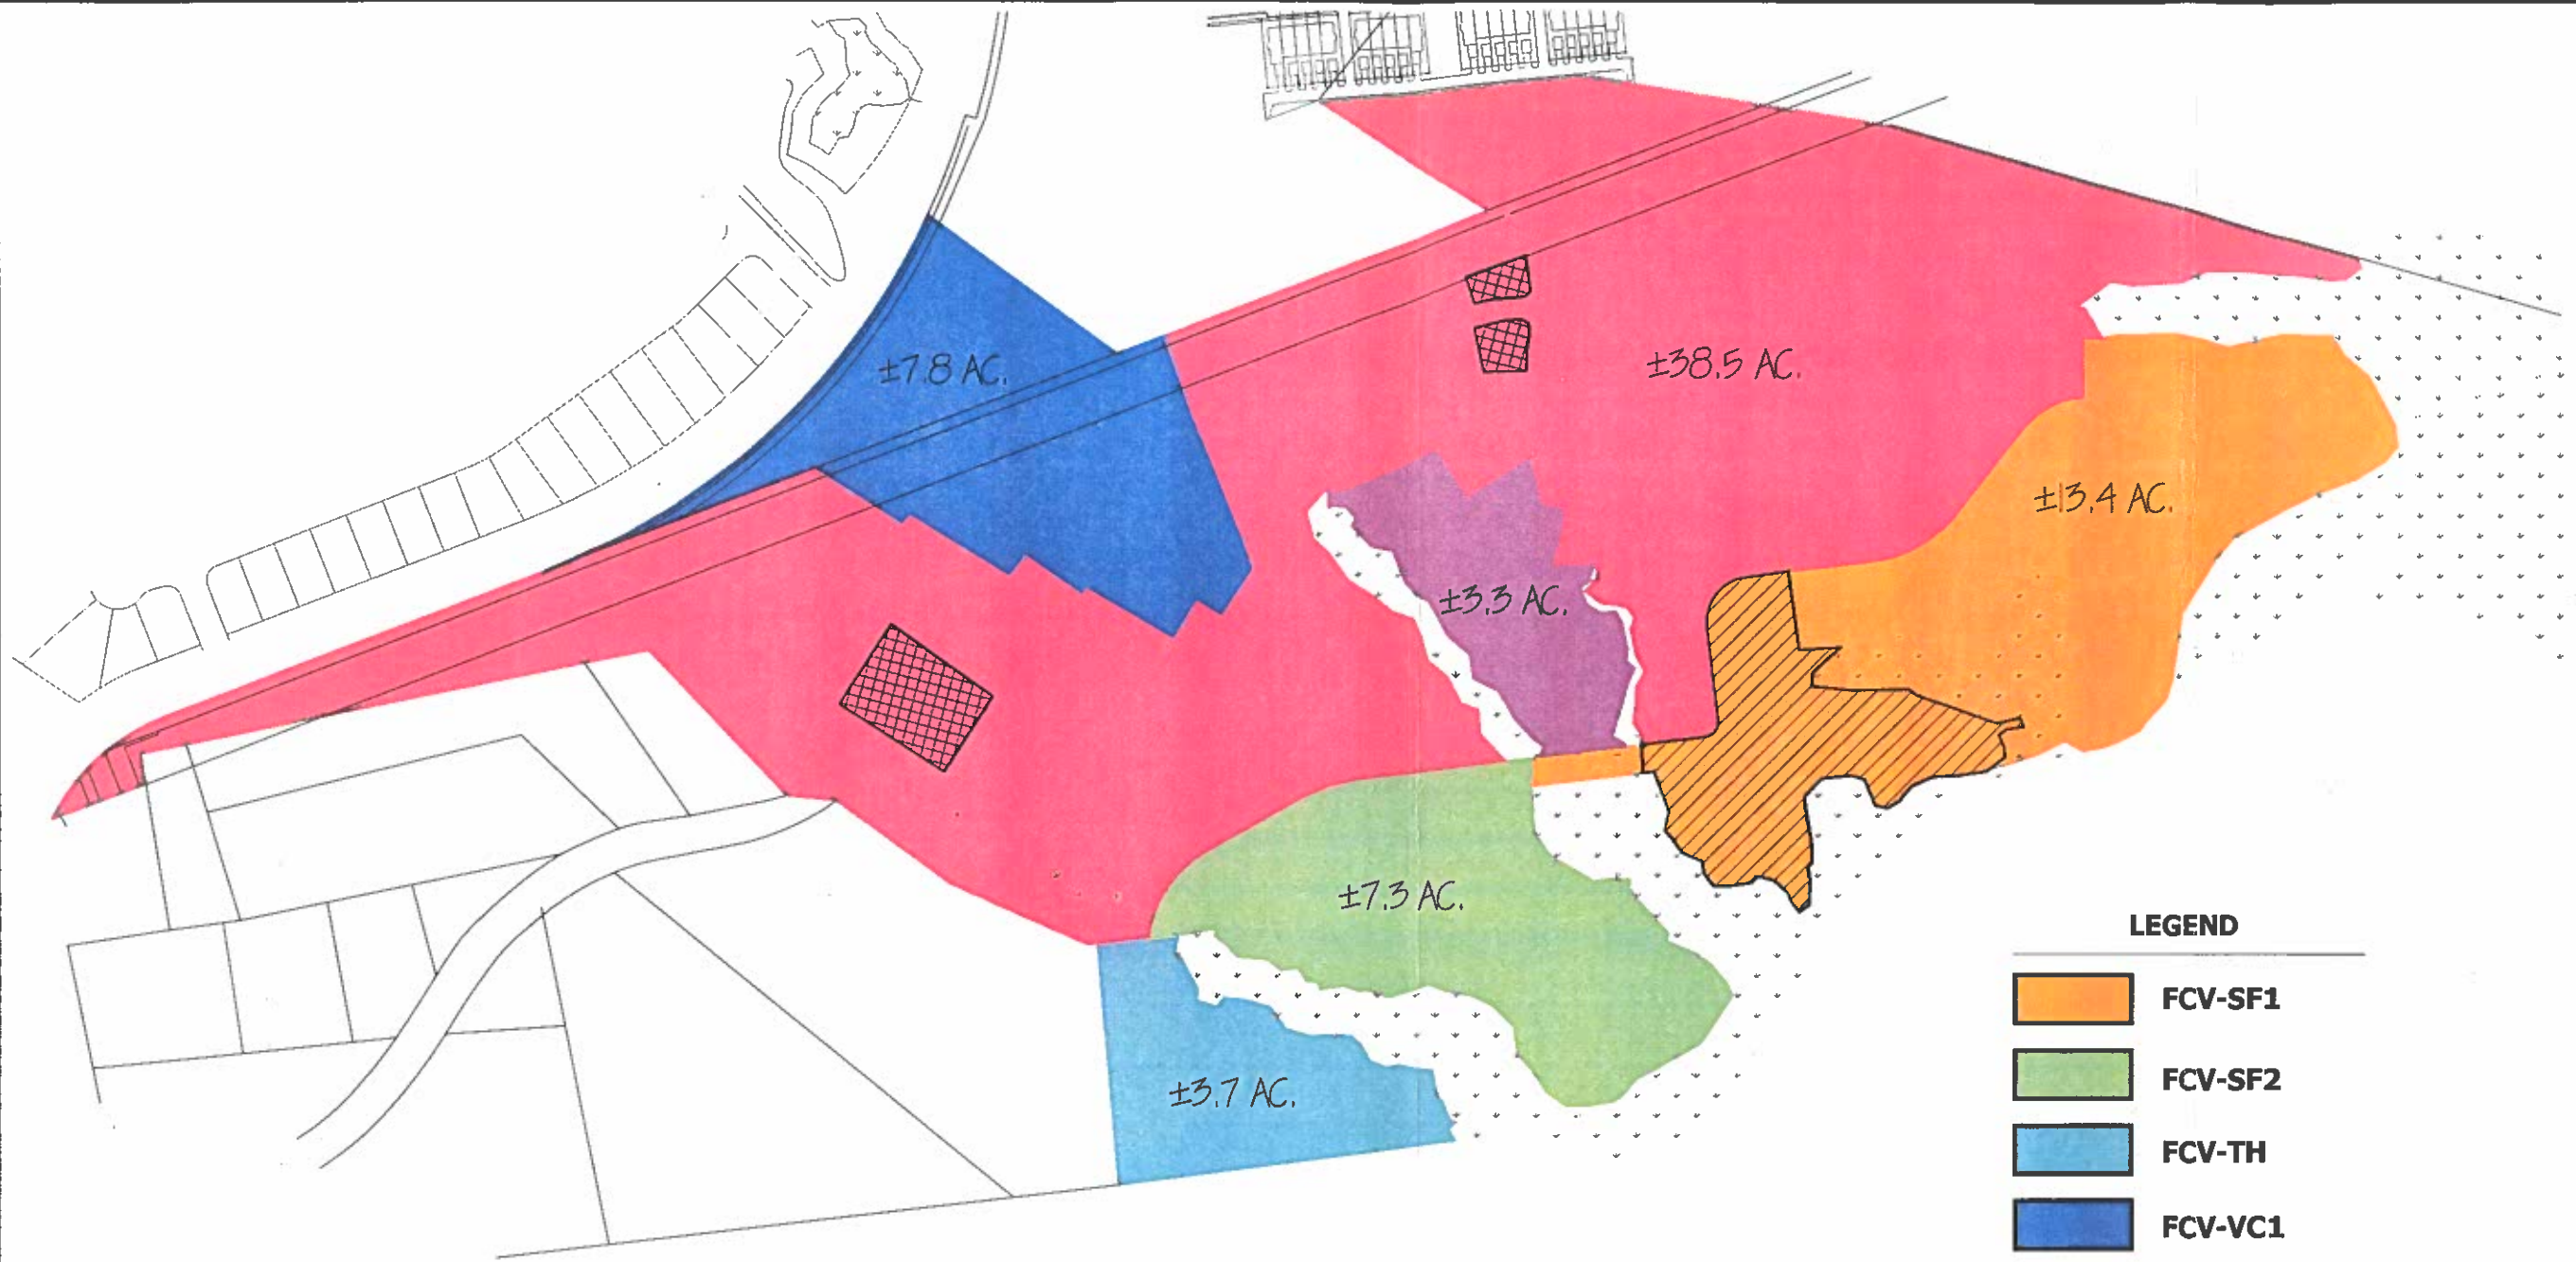 ±7.8 AC.
±38.5 AC.
±13.4 AC.
±3.3 AC.
±7.3 AC.
±3.7 AC.
LEGEND
FCV-SF1
FCV-SF2
FCV-TH
FCV-VC1